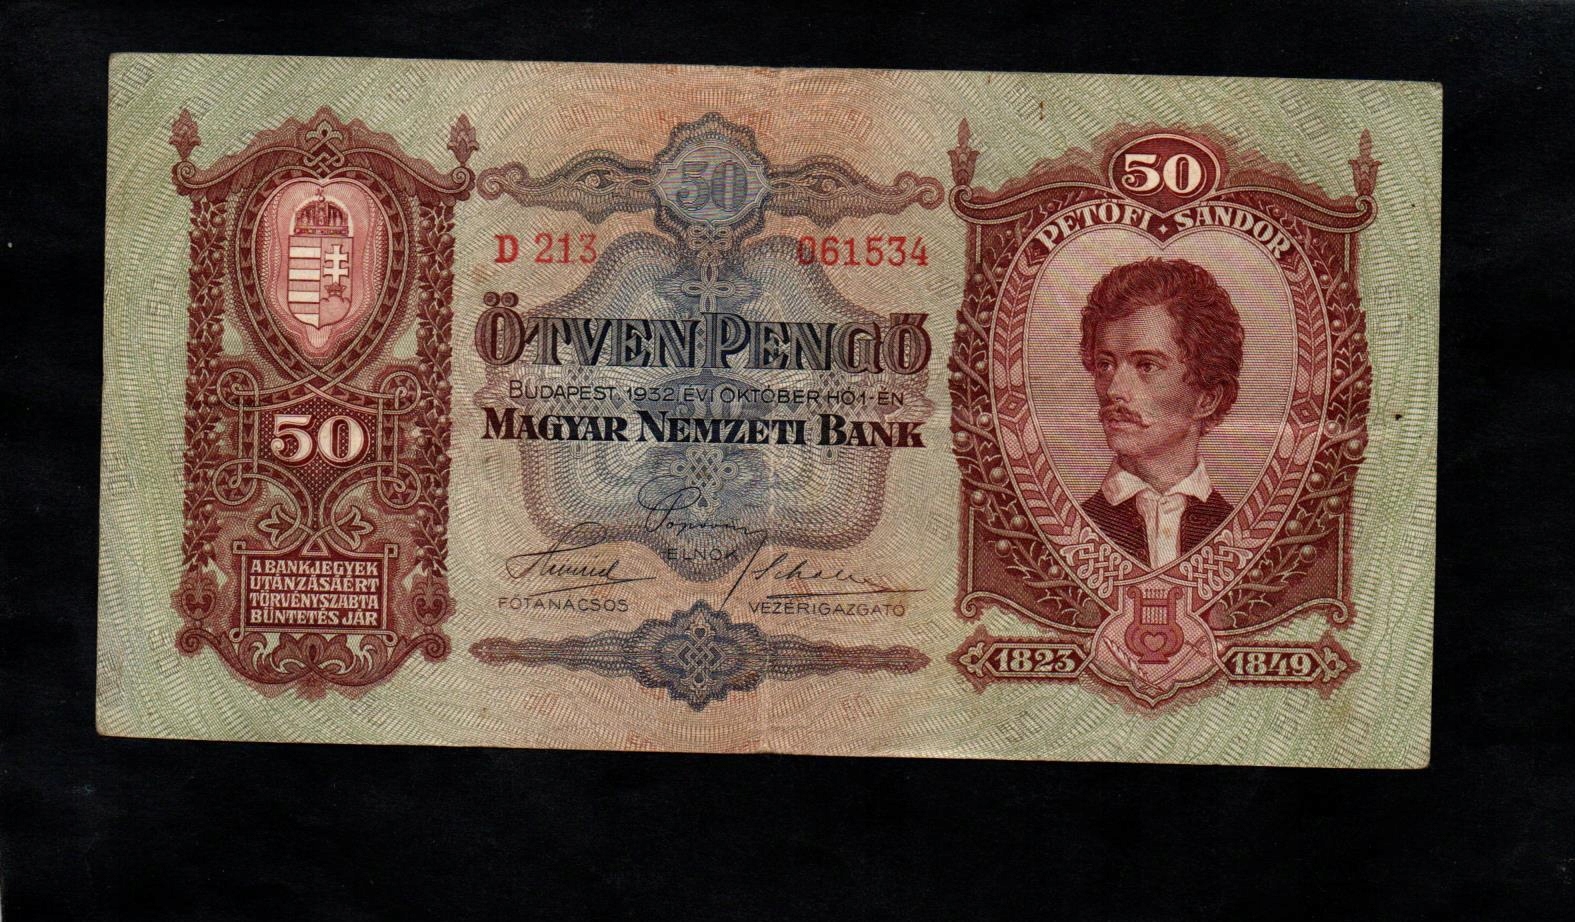 50
50
PETŐFI SÁNDOR
D 213 061534
ÖTVEN PENGŐ
BUDAPEST, 1932. ÉVI OKTÓBER HÓ 1-ÉN
MAGYAR NEMZETI BANK
50
ELNÖK
FŐTANÁCSOS
VEZÉRIGAZGATÓ
A BANKJEGYEK
UTÁNZÁSÁÉRT
TÖRVÉNYSZABTA
BÜNTETÉS JÁR
1823
1849